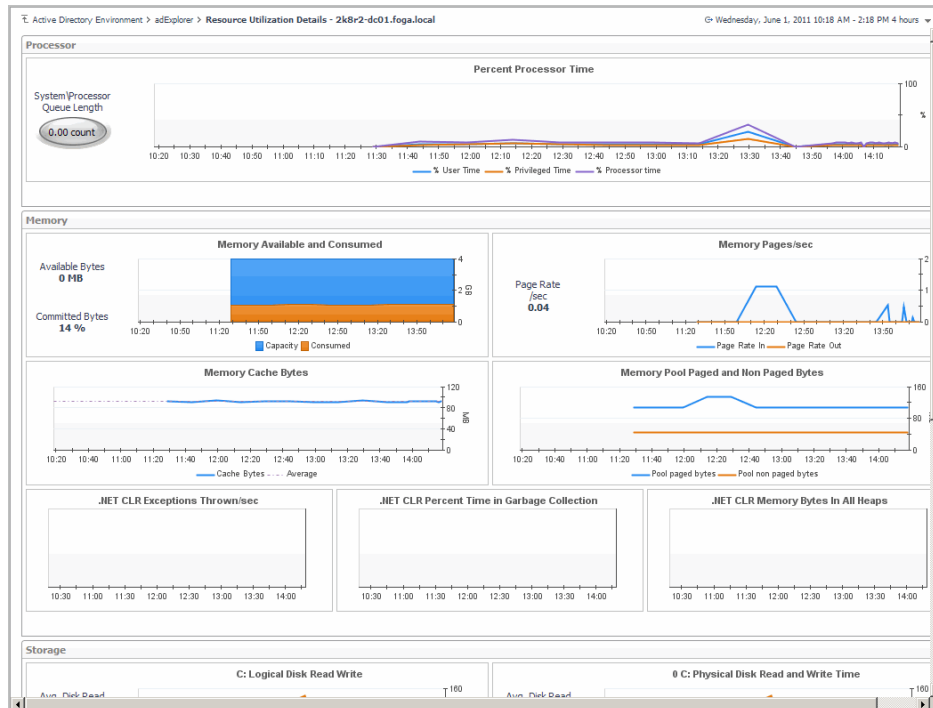 Active Directory Environment > adExplorer > Resource Utilization Details - 2k8r2-dc01.foga.local
Wednesday, June 1, 2011 10:18 AM - 2:18 PM 4 hours
Processor
Percent Processor Time
System\Processor
Queue Length
0.00 count
100
0
%
10:20 10:30 10:40 10:50 11:00 11:10 11:20 11:30 11:40 11:50 12:00 12:10 12:20 12:30 12:40 12:50 13:00 13:10 13:20 13:30 13:40 13:50 14:00 14:10
% User Time % Privileged Time % Processor time
Memory
Memory Available and Consumed
Available Bytes
0 MB
Committed Bytes
14 %
4
2
0
GB
10:20 10:50 11:20 11:50 12:20 12:50 13:20 13:50
Capacity Consumed
Memory Pages/sec
Page Rate
/sec
0.04
2
1
0
10:20 10:50 11:20 11:50 12:20 12:50 13:20 13:50
Page Rate In Page Rate Out
Memory Cache Bytes
120
80
40
0
MB
10:20 10:40 11:00 11:20 11:40 12:00 12:20 12:40 13:00 13:20 13:40 14:00
Cache Bytes Average
Memory Pool Paged and Non Paged Bytes
160
80
0
10:20 10:40 11:00 11:20 11:40 12:00 12:20 12:40 13:00 13:20 13:40 14:00
Pool paged bytes Pool non paged bytes
.NET CLR Exceptions Thrown/sec
10:30 11:00 11:30 12:00 12:30 13:00 13:30 14:00
.NET CLR Percent Time in Garbage Collection
10:30 11:00 11:30 12:00 12:30 13:00 13:30 14:00
.NET CLR Memory Bytes In All Heaps
10:30 11:00 11:30 12:00 12:30 13:00 13:30 14:00
Storage
C: Logical Disk Read Write
Avg. Disk Read
160
0 C: Physical Disk Read and Write Time
Avg. Disk Read
160